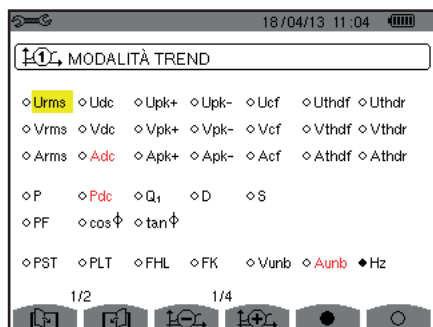 18/04/13 11:04
1 MODALITÀ TREND
Urms Udc Upk+ Upk- Ucf Uthdf Uthdr
Vrms Vdc Vpk+ Vpk- Vcf Vthdf Vthdr
Arms Adc Apk+ Apk- Acf Athdf Athdr
P Pdc Q₁ D S
PF cosΦ tanΦ
PST PLT FHL FK Vunb Aunb Hz
1/2 1/4